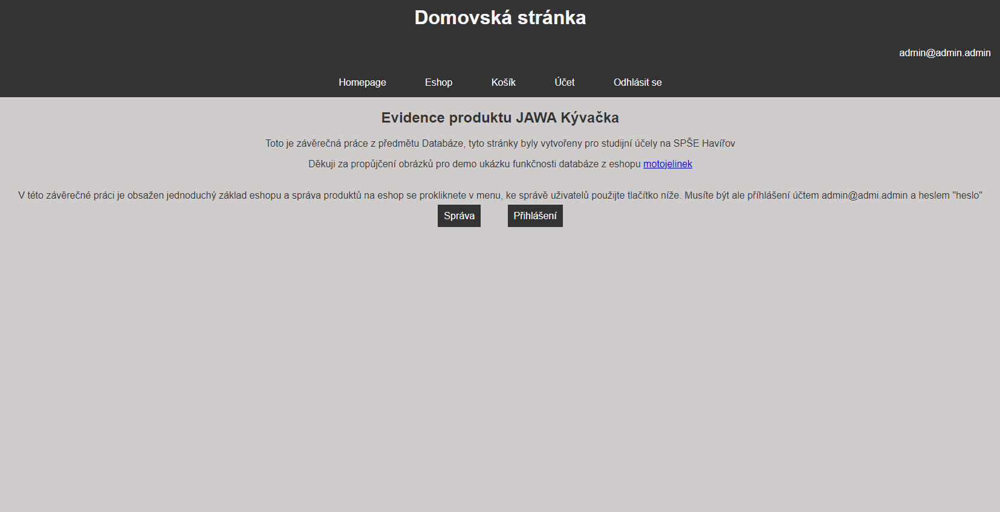 Domovská stránka
admin@admin.admin
Homepage Eshop Košík Účet Odhlásit se
Evidence produktu JAWA Kývačka
Toto je závěrečná práce z předmětu Databáze, tyto stránky byly vytvořeny pro studijní účely na SPŠE Havířov
Děkuji za propůjčení obrázků pro demo ukázku funkčnosti databáze z eshopu motojelinek
V této závěrečné práci je obsažen jednoduchý základ eshopu a správa produktů na eshop se prokliknete v menu, ke správě uživatelů použijte tlačítko níže. Musíte být ale příhlášení účtem admin@admi.admin a heslem "heslo"
Správa Přihlášení